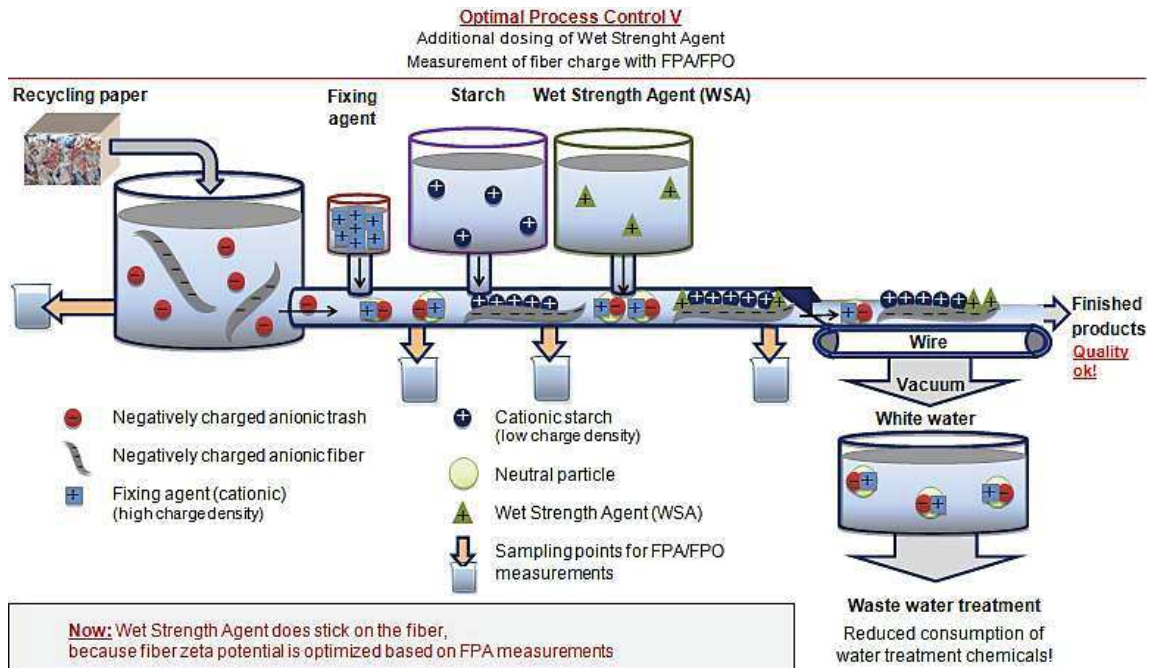 Optimal Process Control V
Additional dosing of Wet Strenght Agent
Measurement of fiber charge with FPA/FPO
Recycling paper
Fixing
agent
Starch
Wet Strength Agent (WSA)
Finished
products
Quality
ok!
Wire
Vacuum
White water
Negatively charged anionic trash
Negatively charged anionic fiber
Fixing agent (cationic)
(high charge density)
Cationic starch
(low charge density)
Neutral particle
Wet Strength Agent (WSA)
Sampling points for FPA/FPO
measurements
Waste water treatment
Reduced consumption of
water treatment chemicals!
Now: Wet Strength Agent does stick on the fiber,
because fiber zeta potential is optimized based on FPA measurements